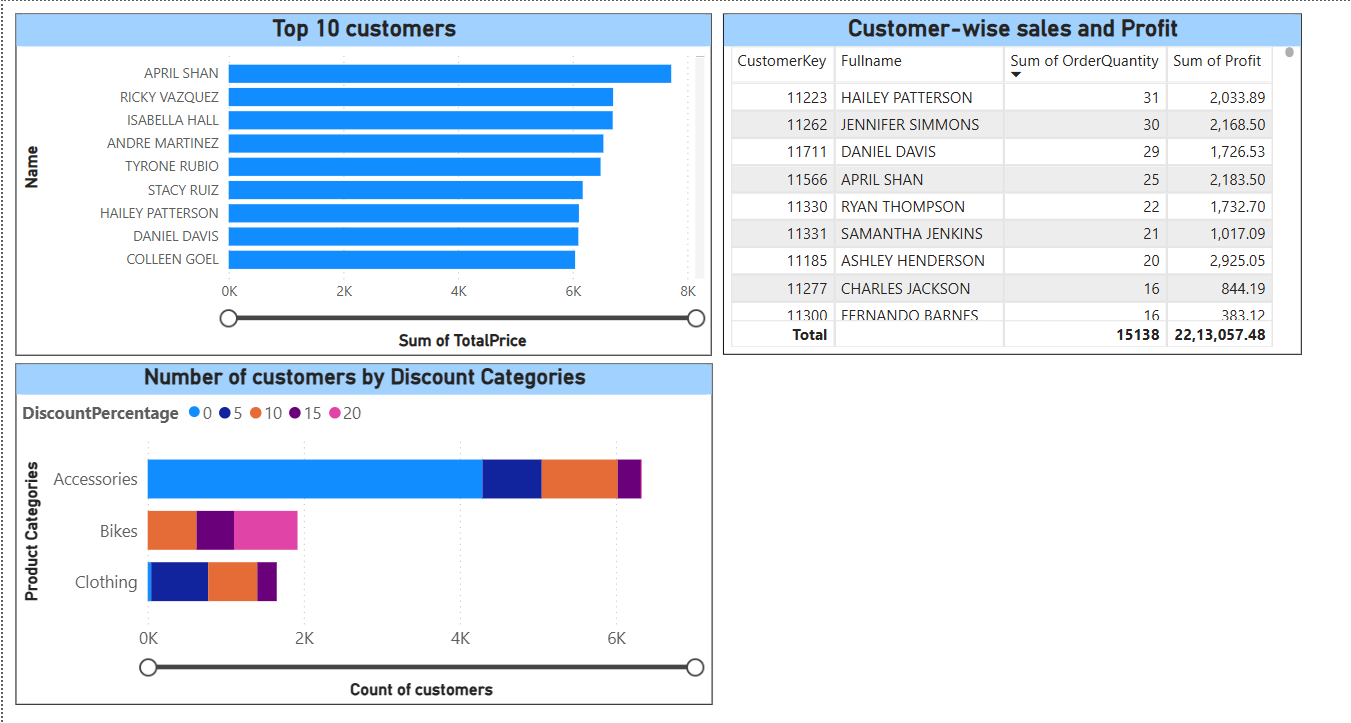 Top 10 customers
Name
APRIL SHAN
RICKY VAZQUEZ
ISABELLA HALL
ANDRE MARTINEZ
TYRONE RUBIO
STACY RUIZ
HAILEY PATTERSON
DANIEL DAVIS
COLLEEN GOEL
0K 2K 4K 6K 8K
Sum of TotalPrice
Customer-wise sales and Profit
CustomerKey Fullname Sum of OrderQuantity Sum of Profit
11223 HAILEY PATTERSON 31 2,033.89
11262 JENNIFER SIMMONS 30 2,168.50
11711 DANIEL DAVIS 29 1,726.53
11566 APRIL SHAN 25 2,183.50
11330 RYAN THOMPSON 22 1,732.70
11331 SAMANTHA JENKINS 21 1,017.09
11185 ASHLEY HENDERSON 20 2,925.05
11277 CHARLES JACKSON 16 844.19
11300 FERNANDO BARNES 16 383.12
Total 15138 22,13,057.48
Number of customers by Discount Categories
DiscountPercentage 0 5 10 15 20
Product Categories
Accessories
Bikes
Clothing
0K 2K 4K 6K
Count of customers